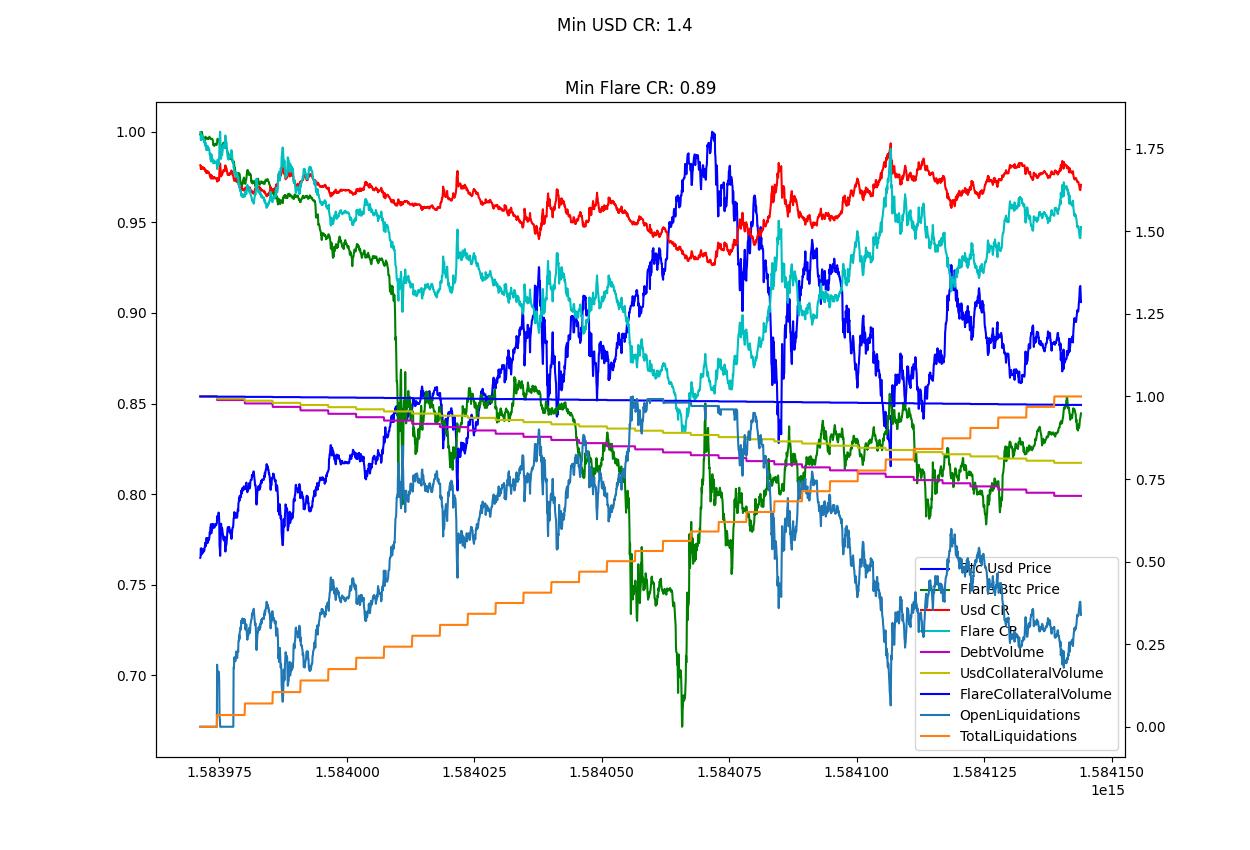 Min USD CR: 1.4
Min Flare CR: 0.89
1.00
0.95
0.90
0.85
0.80
0.75
0.70
1.75
1.50
1.25
1.00
0.75
0.50
0.25
0.00
Btc Usd Price
Flare Btc Price
Usd CR
Flare CR
DebtVolume
UsdCollateralVolume
FlareCollateralVolume
OpenLiquidations
TotalLiquidations
1.583975 1.584000 1.584025 1.584050 1.584075 1.584100 1.584125 1.584150
1e15